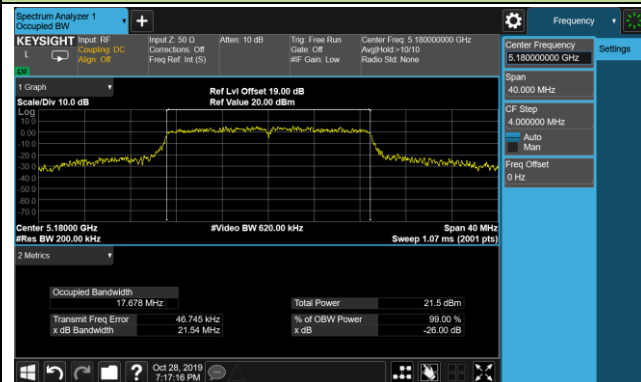 Spectrum Analyzer 1
Occupied BW
Frequency
KEYSIGHT
L
Input: RF
Coupling: DC
Align: Off
Input Z: 50 Ω
Corrections: Off
Freq Ref: Int (S)
Atten: 10 dB
Trig: Free Run
Gate: Off
#IF Gain: Low
Center Freq: 5.180000000 GHz
Avg|Hold:>10/10
Radio Std: None
Center Frequency
5.180000000 GHz
Settings
Span
40.000 MHz
CF Step
4.000000 MHz
Auto
Man
Freq Offset
0 Hz
1 Graph
Scale/Div 10.0 dB
Ref Lvl Offset 19.00 dB
Ref Value 20.00 dBm
Log
10.0
0.00
-10.0
-20.0
-30.0
-40.0
-50.0
-60.0
-70.0
Center 5.18000 GHz
#Res BW 200.00 kHz
#Video BW 620.00 kHz
Span 40 MHz
Sweep 1.07 ms (2001 pts)
2 Metrics
Occupied Bandwidth
17.678 MHz
Total Power 21.5 dBm
Transmit Freq Error 46.745 kHz
% of OBW Power 99.00 %
x dB Bandwidth 21.54 MHz
x dB -26.00 dB
?
Oct 28, 2019
7:17:16 PM